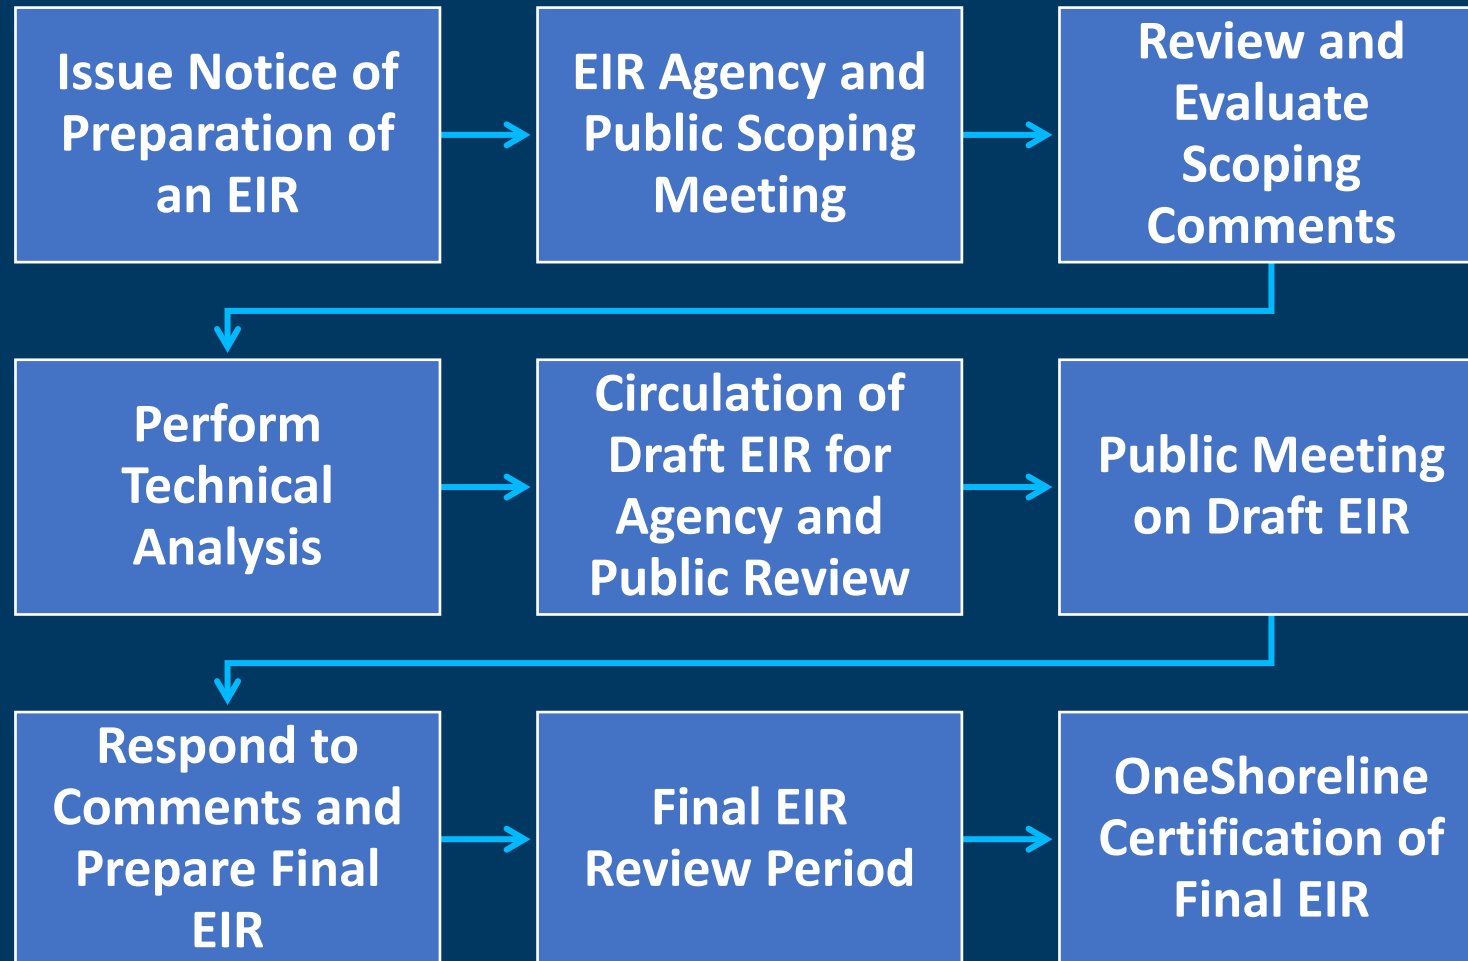 Issue Notice of
Preparation of
an EIR
EIR Agency and
Public Scoping
Meeting
Review and
Evaluate
Scoping
Comments
Perform
Technical
Analysis
Circulation of
Draft EIR for
Agency and
Public Review
Public Meeting
on Draft EIR
Respond to
Comments and
Prepare Final
EIR
Final EIR
Review Period
OneShoreline
Certification of
Final EIR